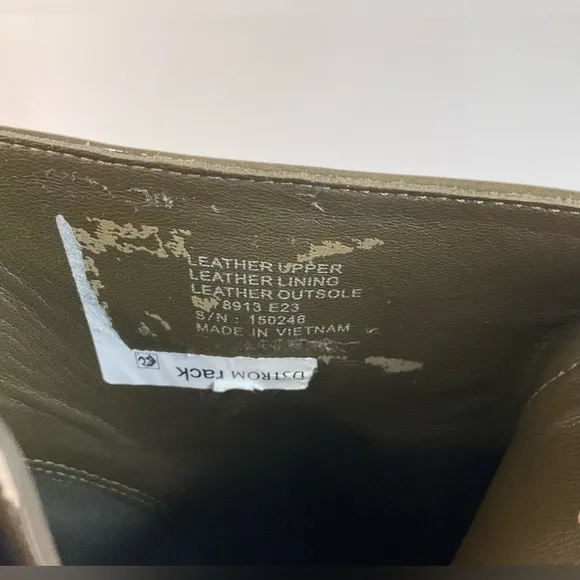 LEATHER UPPER
LEATHER LINING
LEATHER OUTSOLE
8913 E23
S/N : 150246
MADE IN VIETNAM
DSTROM rack